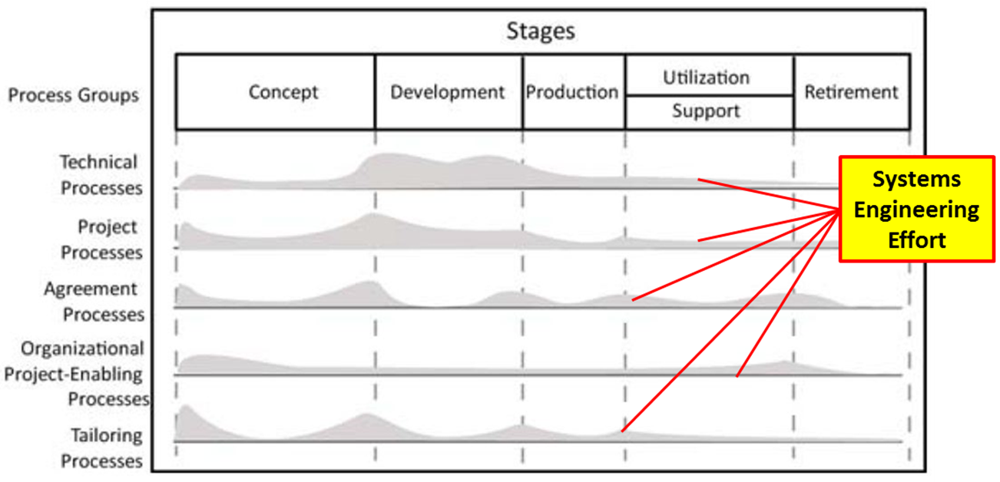 Stages
Process Groups
Concept
Development
Production
Utilization
Support
Retirement
Technical
Processes
Project
Processes
Agreement
Processes
Organizational
Project-Enabling
Processes
Tailoring
Processes
Systems
Engineering
Effort